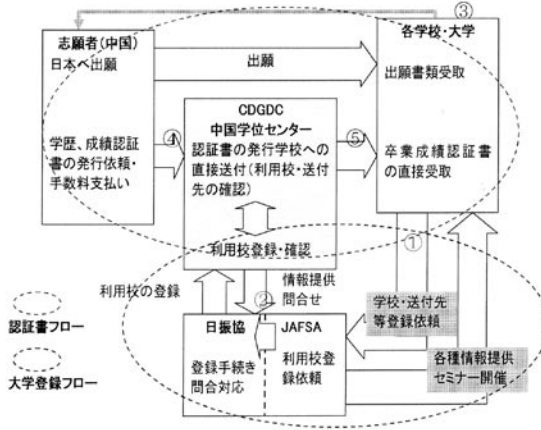 ③
志願者(中国)
日本へ出願
学歴、成績認証
書の発行依頼・
手数料支払い
出願
各学校・大学
出願書類受取
卒業成績認証書
の直接受取
④
CDGDC
中国学位センター
認証書の発行学校への
直接送付(利用校・送付
先の確認)
利用校登録・確認
⑤
①
利用校の登録
②
情報提供
問合せ
学校・送付先
等登録依頼
日振協
登録手続き
問合対応
JAFSA
利用校登
録依頼
各種情報提供
セミナー開催
認証書フロー
大学登録フロー